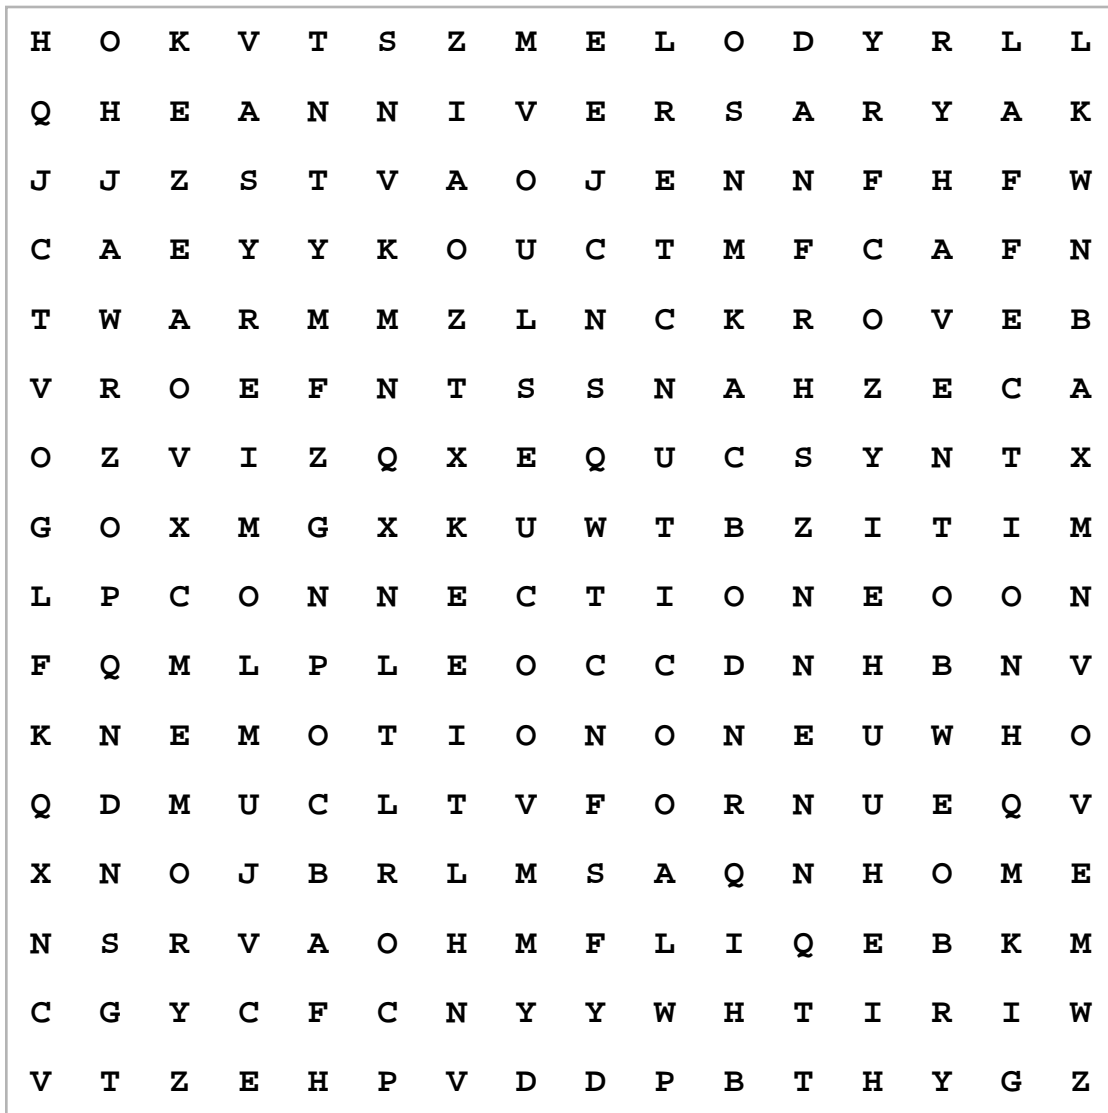 H O K V T S Z M E L O D Y R L L
Q H E A N N I V E R S A R Y A K
J J Z S T V A O J E N N F H F W
C A E Y Y K O U C T M F C A F N
T W A R M M Z L N C K R O V E B
V R O E F N T S S N A H Z E C A
O Z V I Z Q X E Q U C S Y N T X
G O X M G X K U W T B Z I T I M
L P C O N N E C T I O N E O O N
F Q M L P L E O C C D N H B N V
K N E M O T I O N O N E U W H O
Q D M U C L T V F O R N U E Q V
X N O J B R L M S A Q N H O M E
N S R V A O H M F L I Q E B K M
C G Y C F C N Y Y W H T I R I W
V T Z E H P V D D P B T H Y G Z